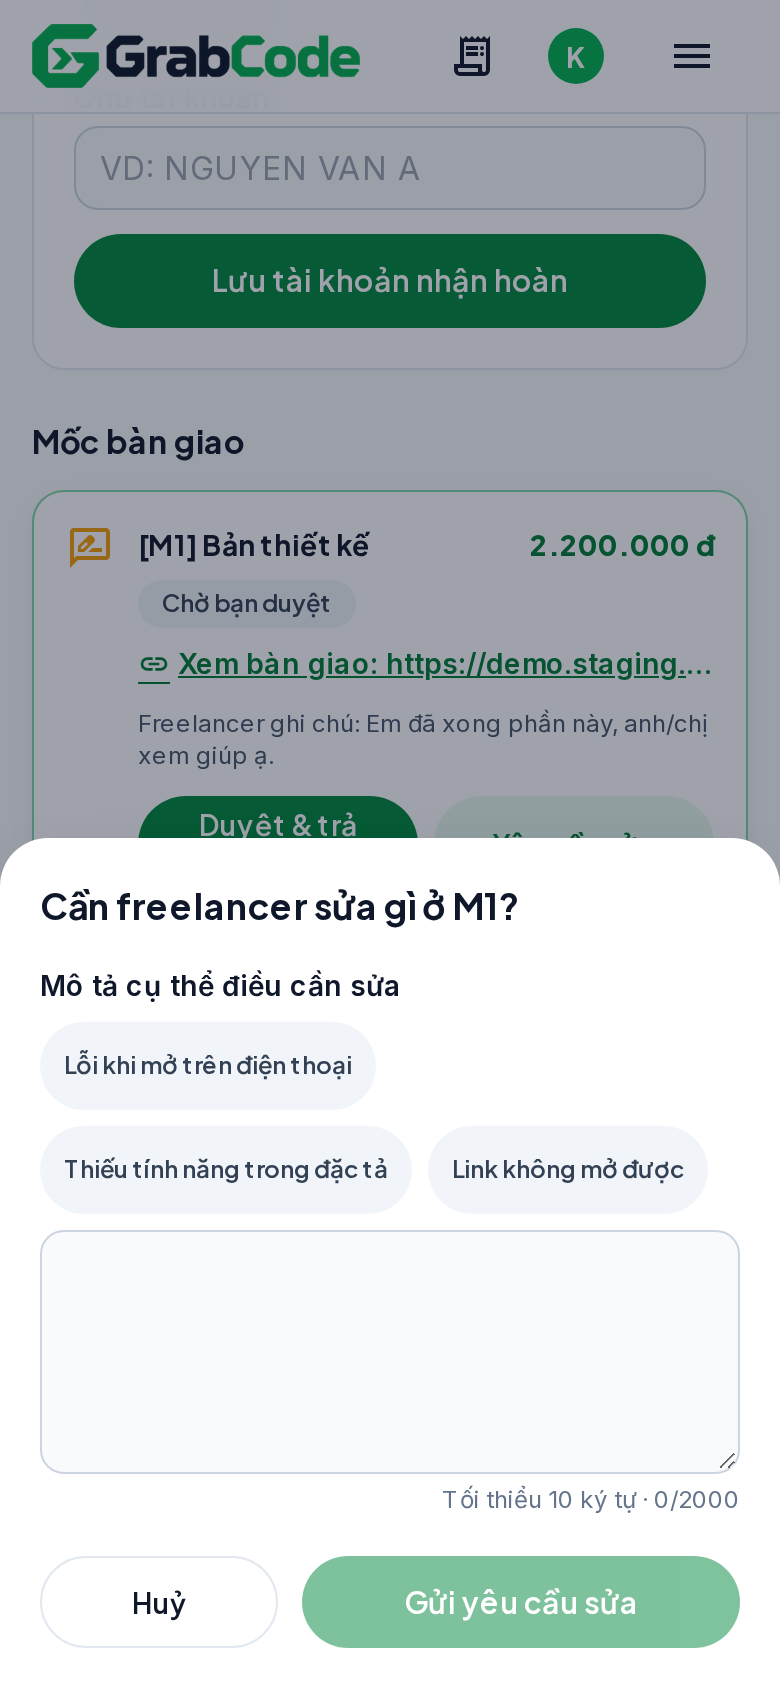 GrabCode
K
Chủ tài khoản
VD: NGUYEN VAN A
Lưu tài khoản nhận hoàn
Mốc bàn giao
[M1] Bản thiết kế
2.200.000 đ
Chờ bạn duyệt
Xem bàn giao: https://demo.staging....
Freelancer ghi chú: Em đã xong phần này, anh/chị
xem giúp ạ.
Duyệt & trả
Cần freelancer sửa gì ở M1?
Mô tả cụ thể điều cần sửa
Lỗi khi mở trên điện thoại
Thiếu tính năng trong đặc tả
Link không mở được
Tối thiểu 10 ký tự · 0/2000
Huỷ
Gửi yêu cầu sửa